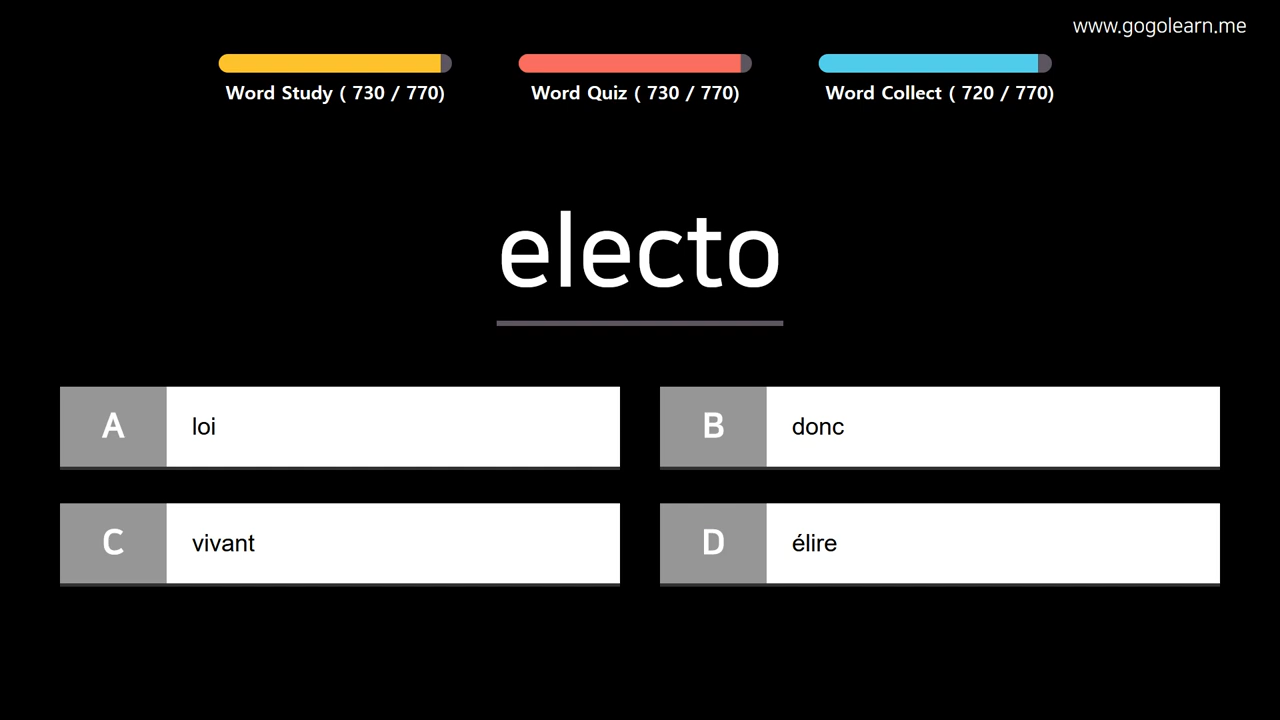 www.gogolearn.me
Word Study ( 730 / 770)
Word Quiz ( 730 / 770)
Word Collect ( 720 / 770)
electo
A loi
B donc
C vivant
D élire